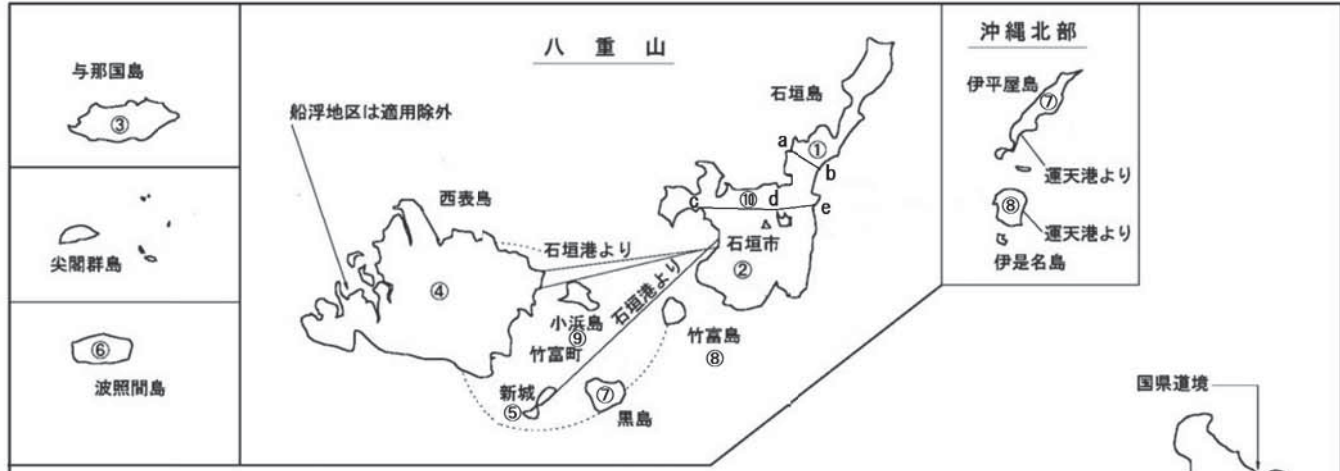 与那国島
③
尖閣群島
⑥
波照間島
八重山
船浮地区は適用除外
石垣島
a
①
b
c
⑩
d
e
西表島
石垣港より
石垣市
②
④
石垣港より
小浜島
⑨
竹富町
竹富島
⑧
新城
⑤
⑦
黒島
沖縄北部
伊平屋島
⑦
運天港より
⑧
運天港より
伊是名島
国県道境